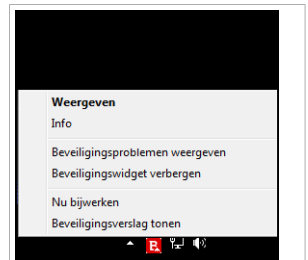 Weergeven
Info
Beveiligingsproblemen weergeven
Beveiligingswidget verbergen
Nu bijwerken
Beveiligingsverslag tonen
B